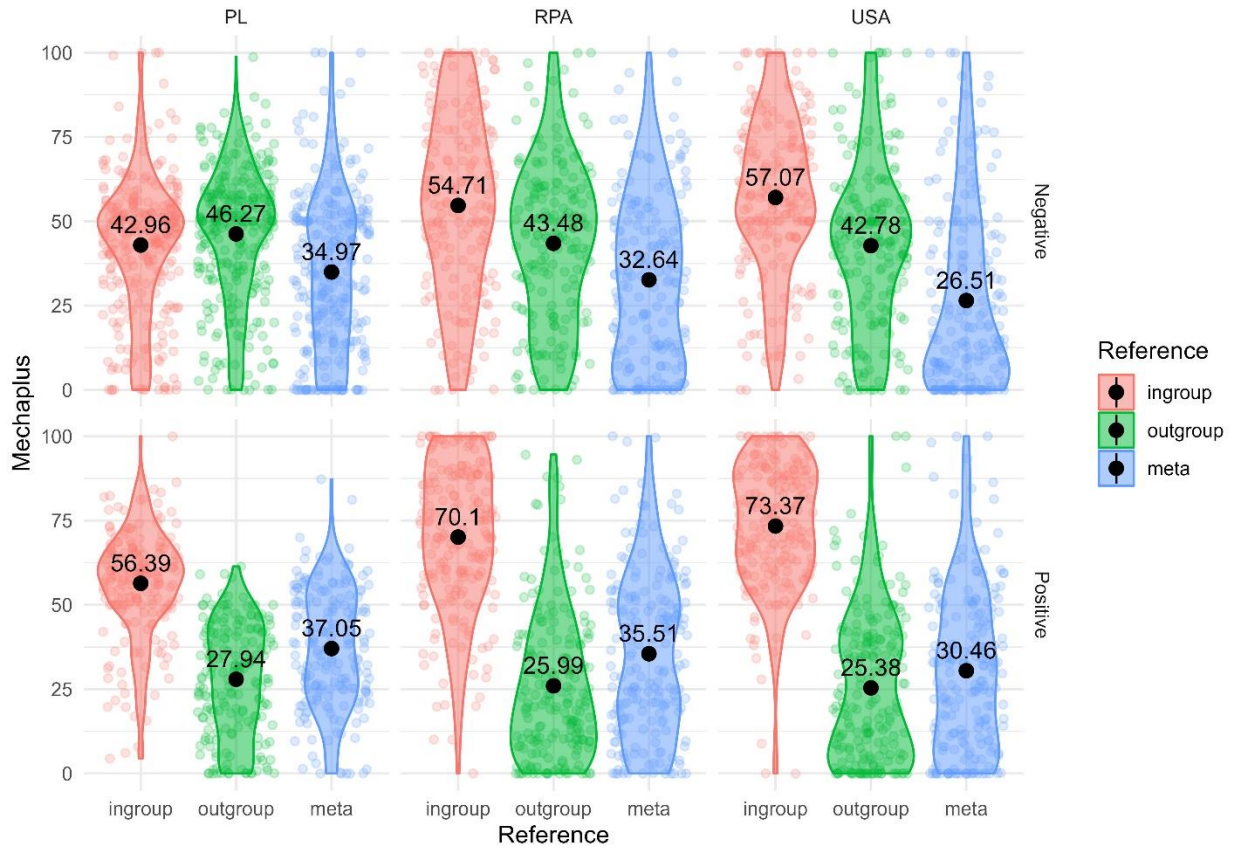 PL RPA USA
100
75
50
25
0
42.96 46.27 34.97
54.71 43.48 32.64
57.07 42.78 26.51
Negative
100
75
50
25
0
56.39 27.94 37.05
70.1 25.99 35.51
73.37 25.38 30.46
Positive
ingroup outgroup meta ingroup outgroup meta ingroup outgroup meta
Reference
Mechaplus
Reference
ingroup
outgroup
meta